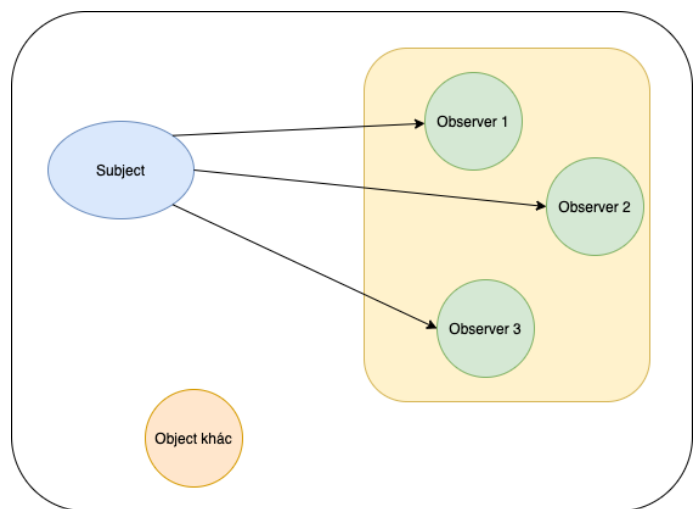 Observer 1
Subject
Observer 2
Observer 3
Object khác